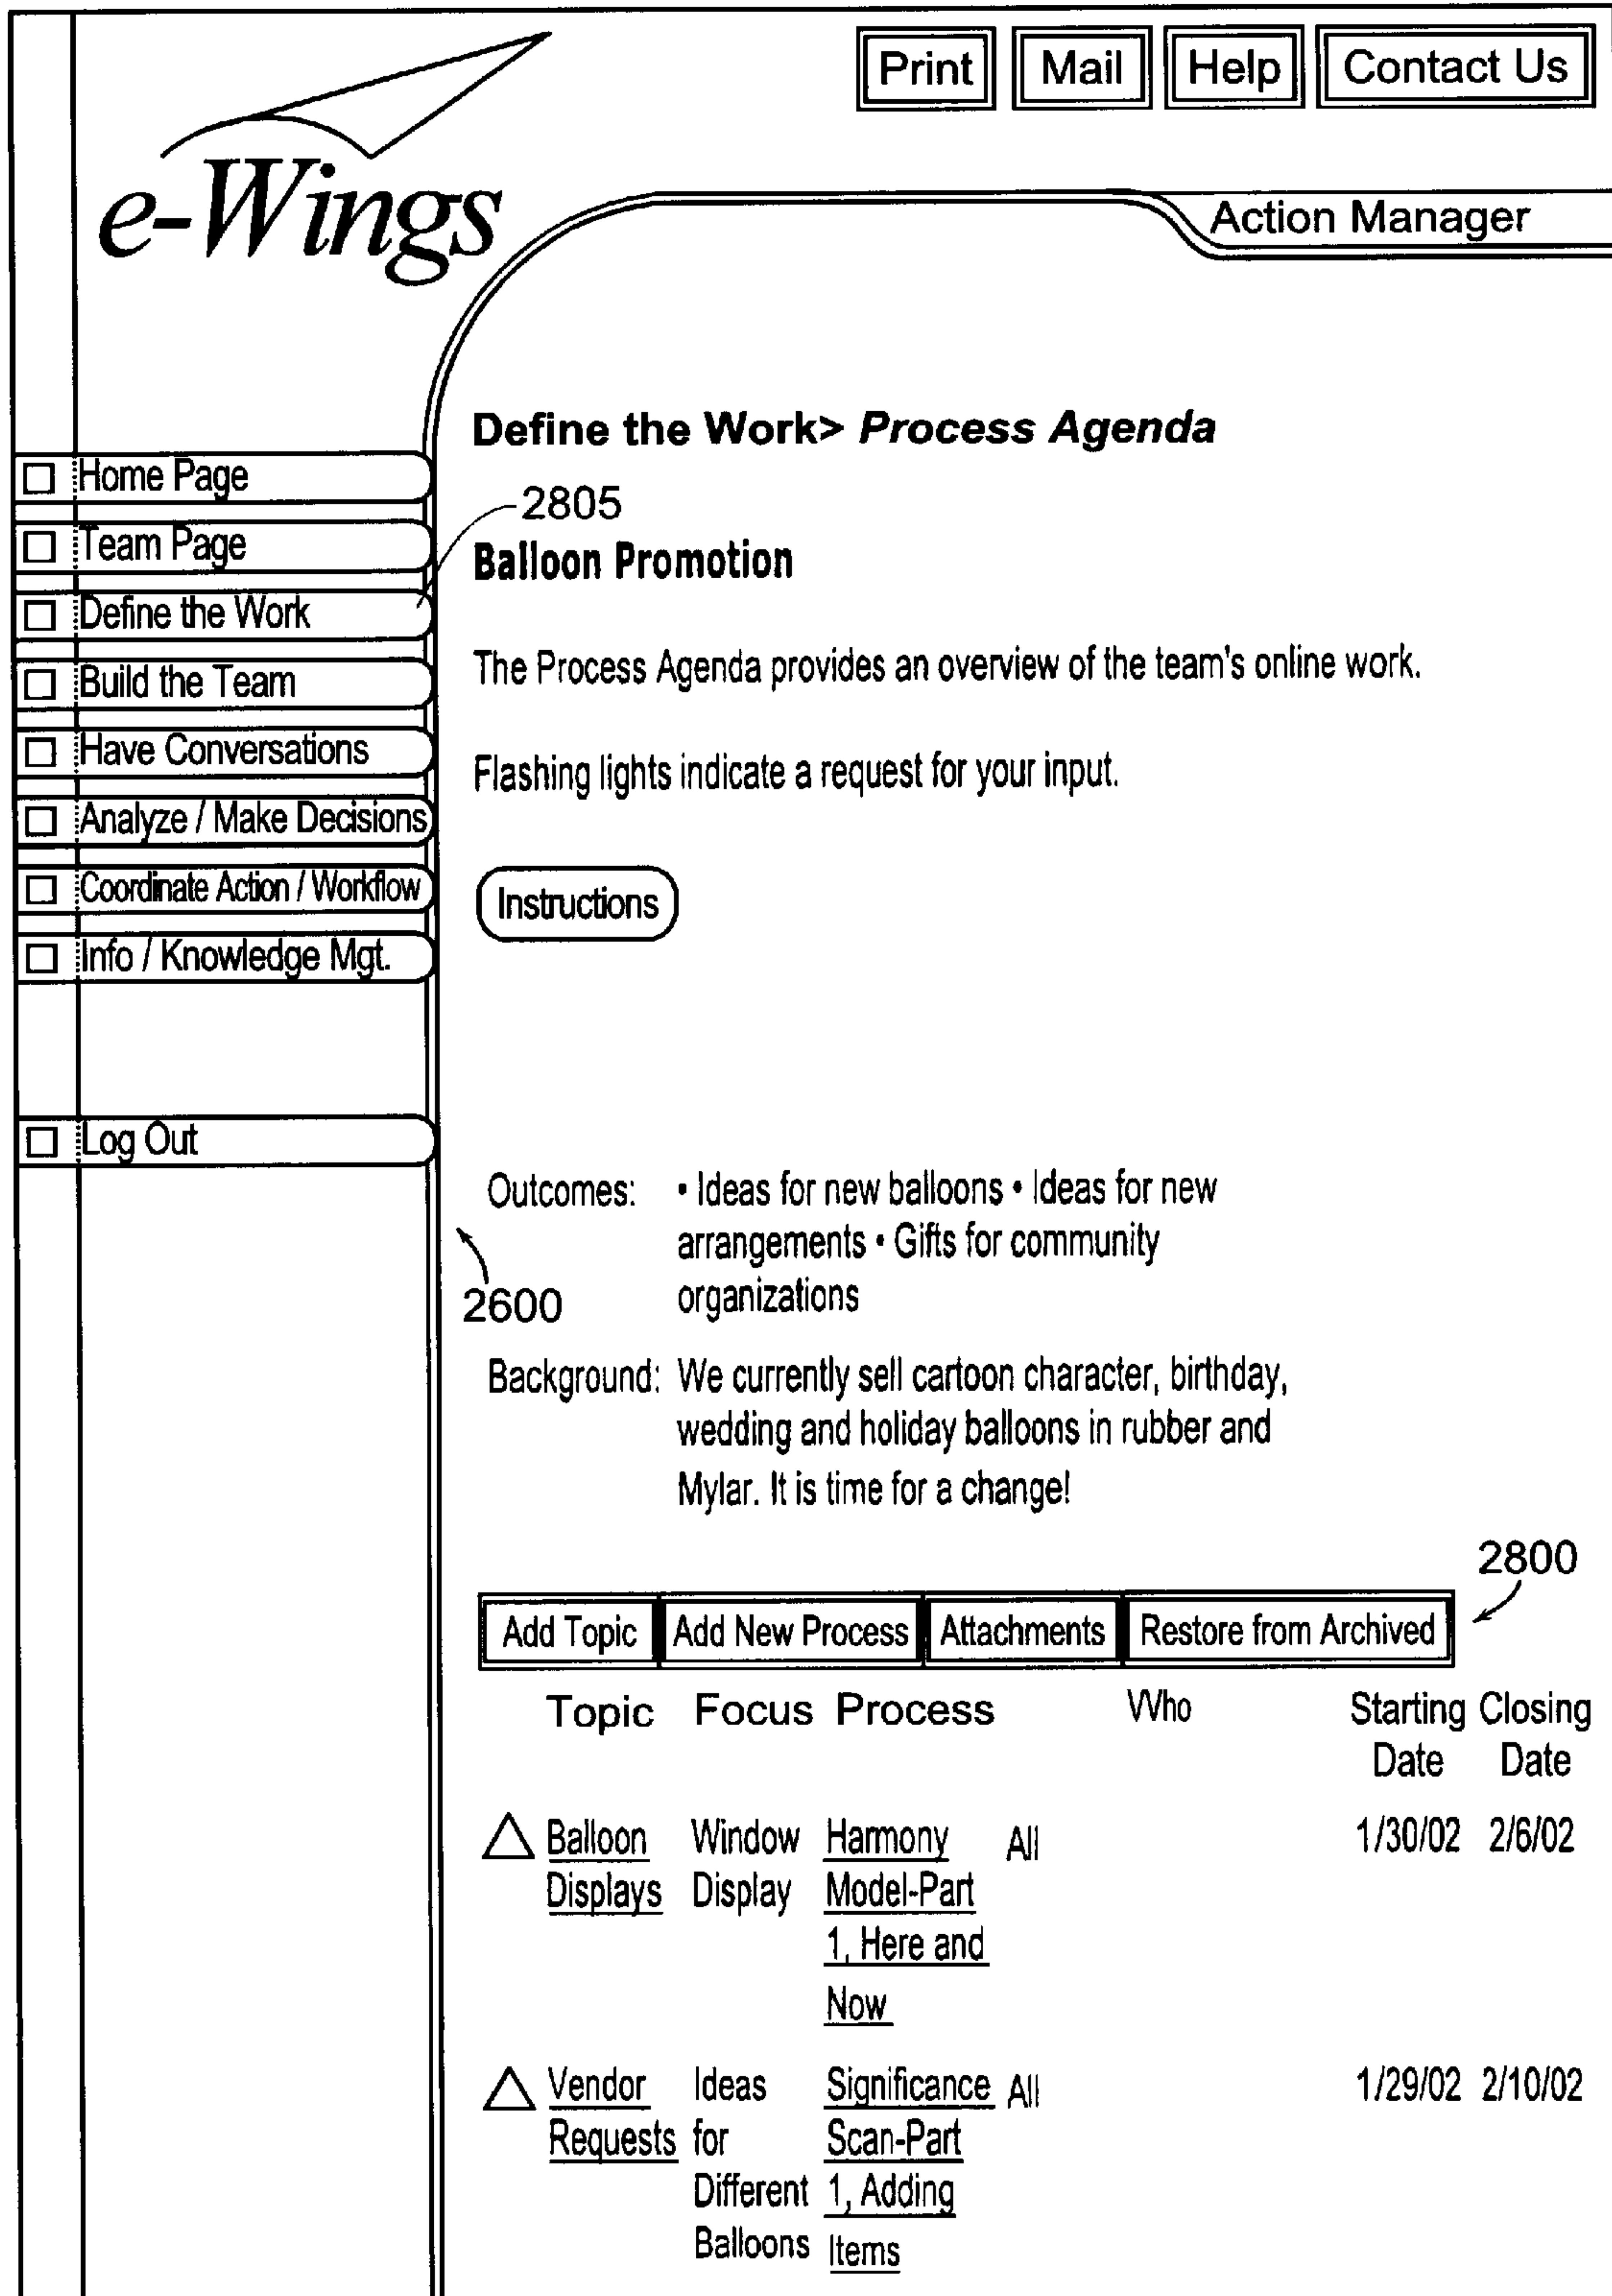 Print Mail Help Contact Us
e-Wings
Action Manager
Define the Work> Process Agenda
Home Page
2805
Team Page
Balloon Promotion
Define the Work
Build the Team
The Process Agenda provides an overview of the team's online work.
Have Conversations
Flashing lights indicate a request for your input.
Analyze / Make Decisions
Coordinate Action / Workflow
Instructions
Info / Knowledge Mgt.
Log Out
Outcomes: • Ideas for new balloons • Ideas for new
arrangements • Gifts for community
2600
organizations
Background: We currently sell cartoon character, birthday,
wedding and holiday balloons in rubber and
Mylar. It is time for a change!
2800
Add Topic Add New Process Attachments Restore from Archived
Topic Focus Process Who Starting Closing
Date Date
Balloon Window Harmony All 1/30/02 2/6/02
Displays Display Model-Part
1, Here and
Now
Vendor Ideas Significance All 1/29/02 2/10/02
Requests for Scan-Part
Different 1, Adding
Balloons Items